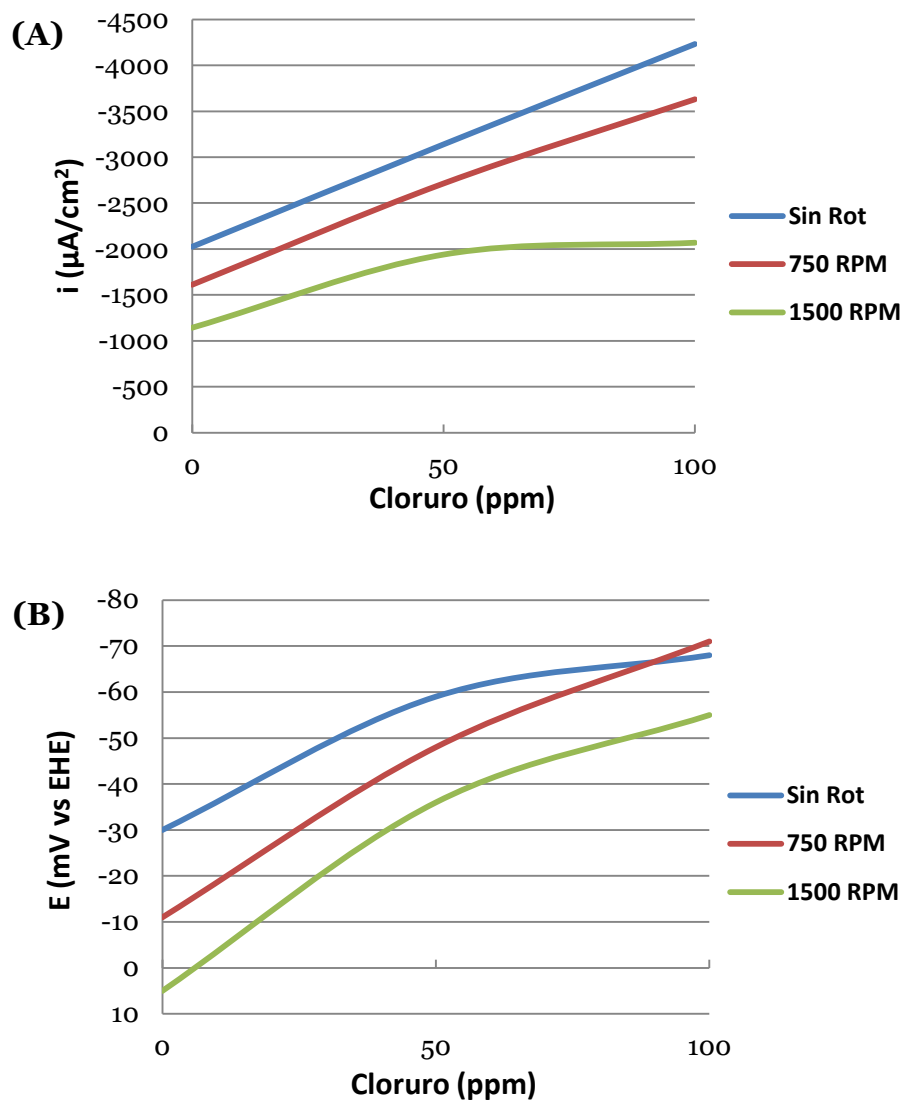 (A)
-4500
-4000
-3500
-3000
-2500
-2000
-1500
-1000
-500
0
i (µA/cm²)
0 50 100
Cloruro (ppm)
Sin Rot
750 RPM
1500 RPM
(B)
-80
-70
-60
-50
-40
-30
-20
-10
0
10
E (mV vs EHE)
0 50 100
Cloruro (ppm)
Sin Rot
750 RPM
1500 RPM